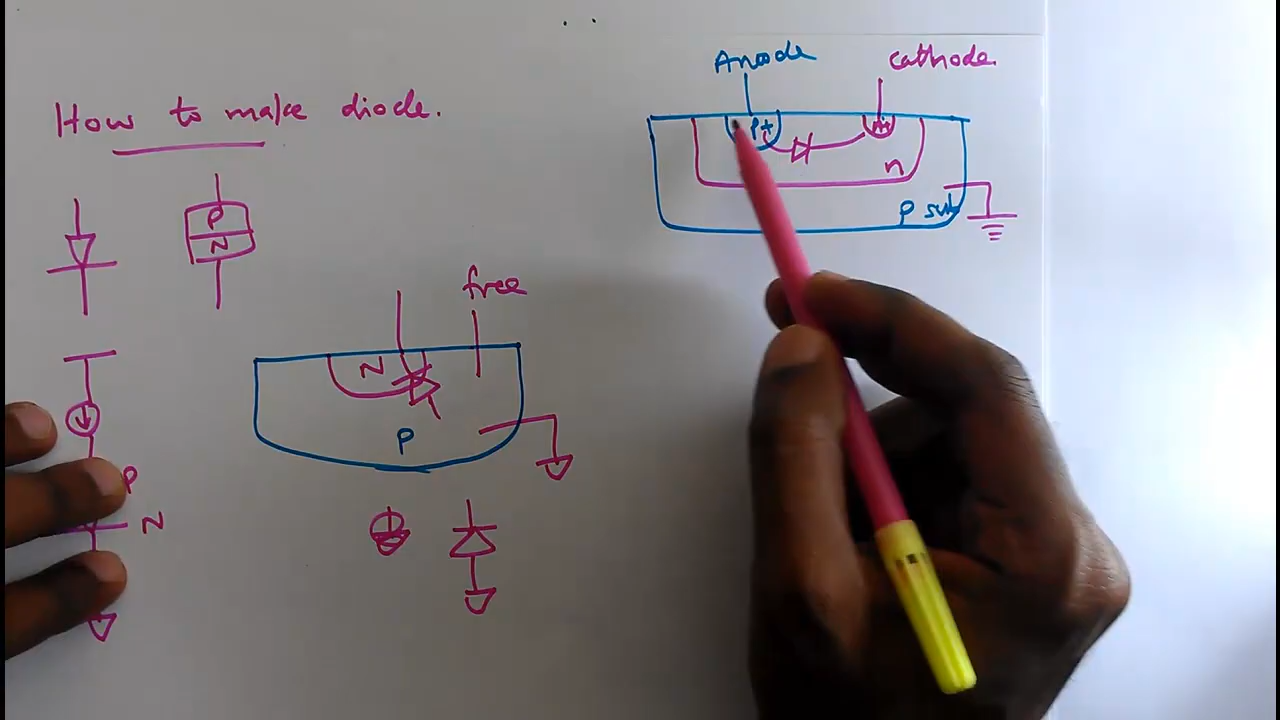 How to make diode.
Anode
cathode
P+
n+
n
P sub
P
N
free
N
P
P
N